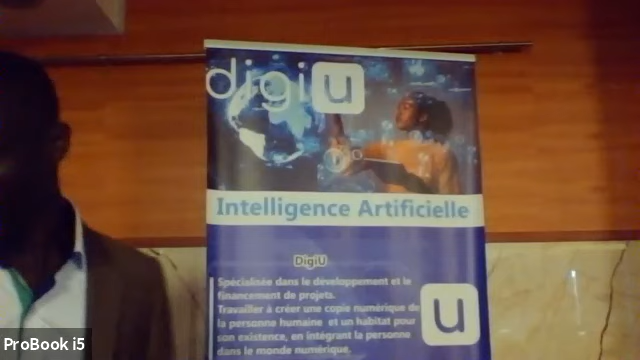 digiu
Intelligence Artificielle
DigiU
Spécialisée dans le développement et le
financement de projets.
Travailler à créer une copie numérique de
la personne humaine et un habitat pour
son existence, en intégrant la personne
dans le monde numérique.
u
ProBook i5